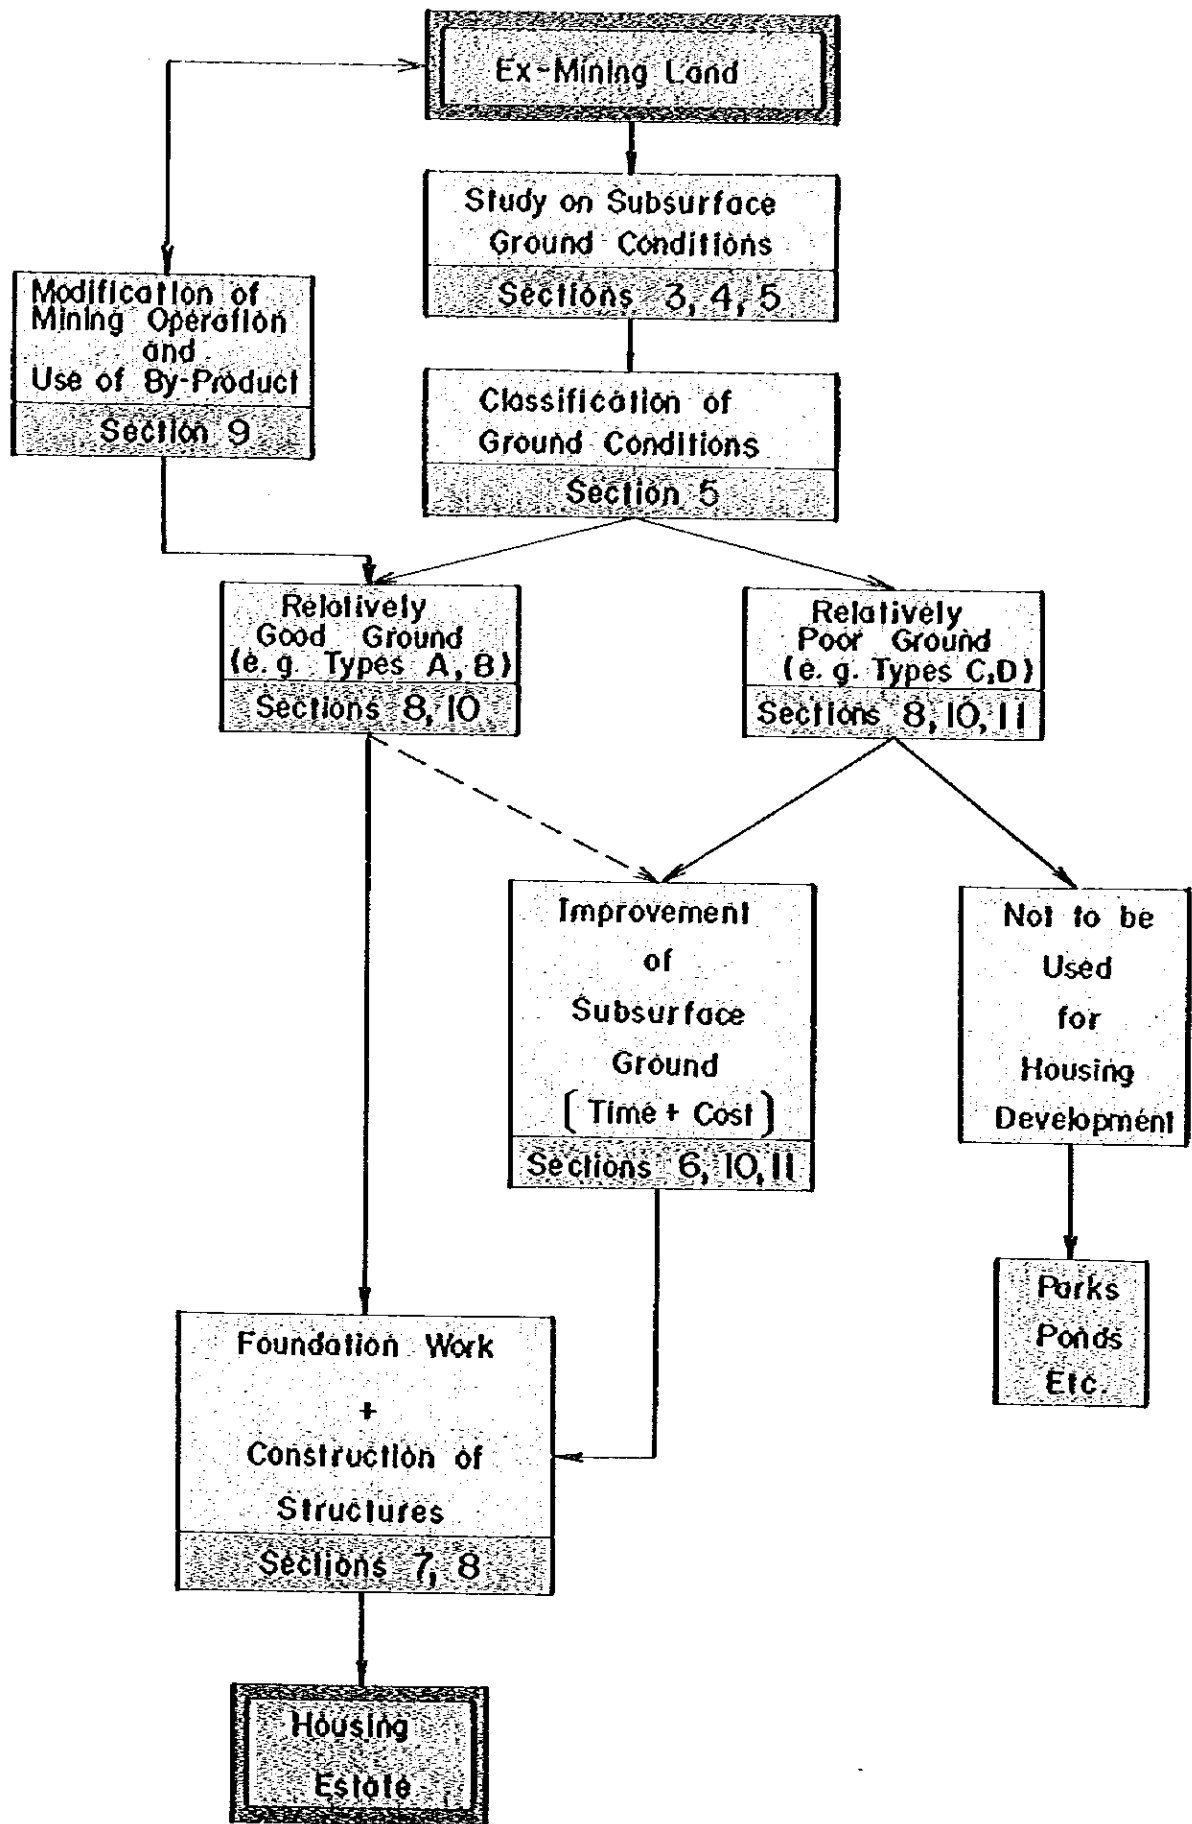 Ex-Mining Land
Study on Subsurface
Ground Conditions
Sections 3, 4, 5
Modification of
Mining Operation
and
Use of By-Product
Section 9
Classification of
Ground Conditions
Section 5
Relatively
Good Ground
(e. g. Types A, B)
Sections 8, 10
Relatively
Poor Ground
(e. g. Types C, D)
Sections 8, 10, 11
Improvement
of
Subsurface
Ground
[Time + Cost]
Sections 6, 10, 11
Not to be
Used
for
Housing
Development
Parks
Ponds
Etc.
Foundation Work
+
Construction of
Structures
Sections 7, 8
Housing
Estate